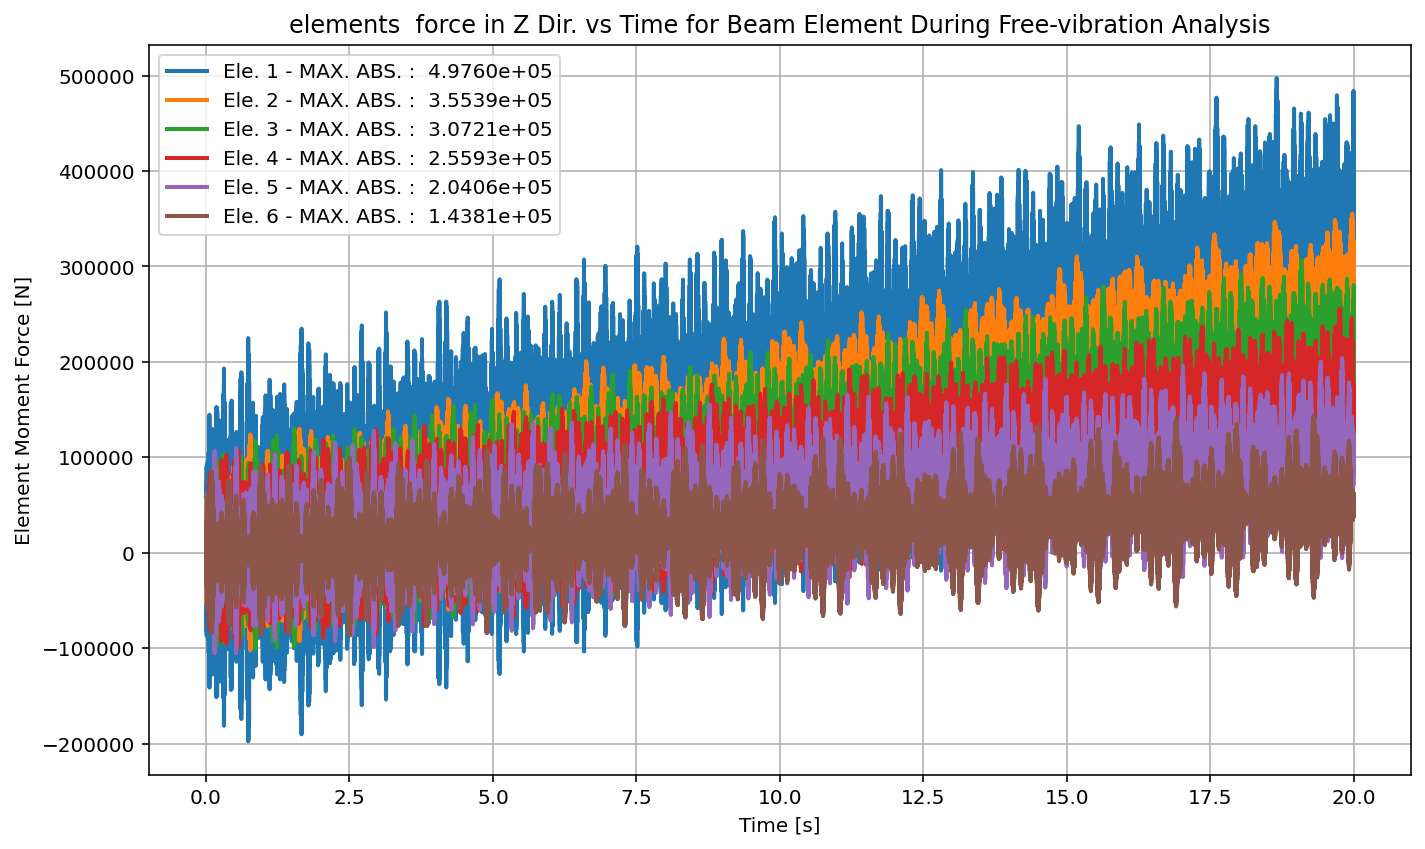 elements  force in Z Dir. vs Time for Beam Element During Free-vibration Analysis
Ele. 1 - MAX. ABS. :  4.9760e+05
Ele. 2 - MAX. ABS. :  3.5539e+05
Ele. 3 - MAX. ABS. :  3.0721e+05
Ele. 4 - MAX. ABS. :  2.5593e+05
Ele. 5 - MAX. ABS. :  2.0406e+05
Ele. 6 - MAX. ABS. :  1.4381e+05
Element Moment Force [N]
500000
400000
300000
200000
100000
0
−100000
−200000
0.0 2.5 5.0 7.5 10.0 12.5 15.0 17.5 20.0
Time [s]